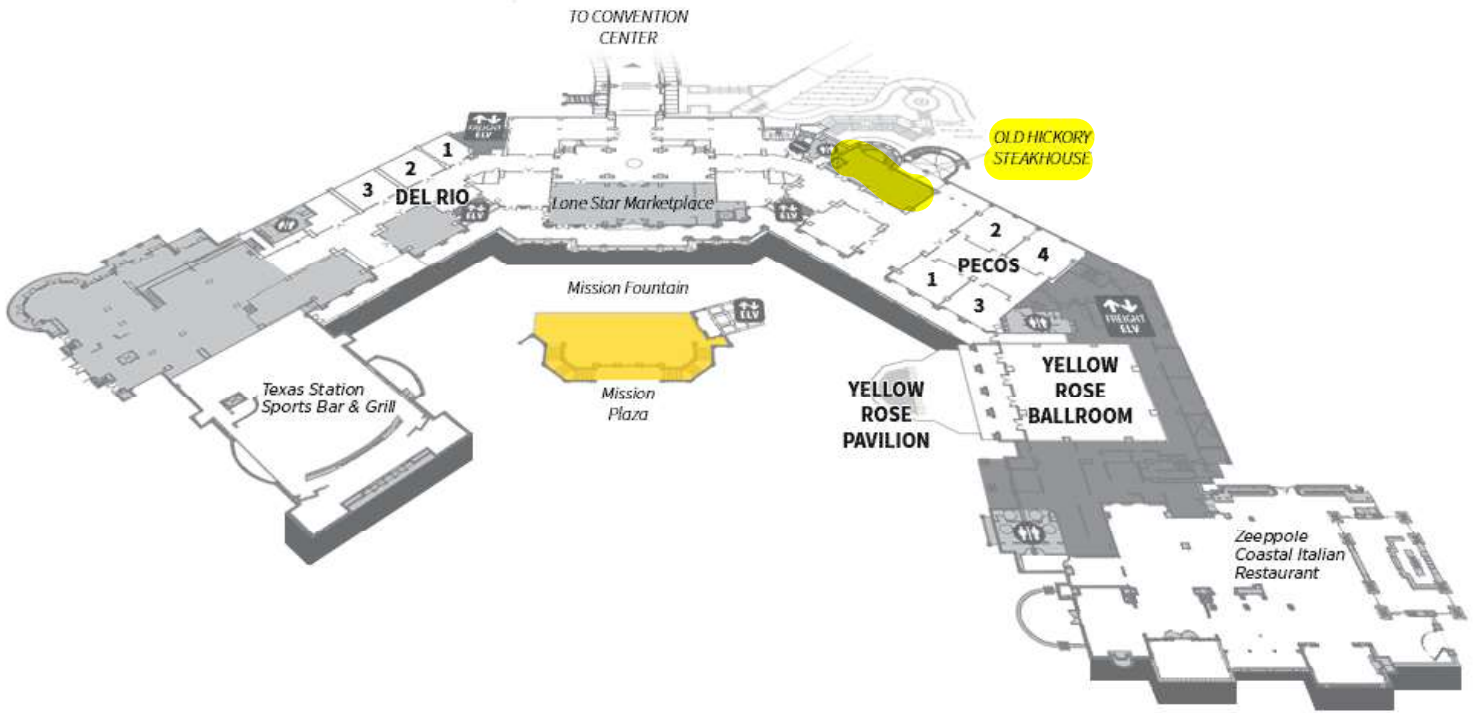 TO CONVENTION
CENTER
FREIGHT
ELV
OLD HICKORY
STEAKHOUSE
1
2
3
DEL RIO
ELV
Lone Star Marketplace
ELV
2
4
PECOS
1
3
Mission Fountain
ELV
FREIGHT
ELV
Texas Station
Sports Bar & Grill
Mission
Plaza
YELLOW
ROSE
PAVILION
YELLOW
ROSE
BALLROOM
Zeeppole
Coastal Italian
Restaurant